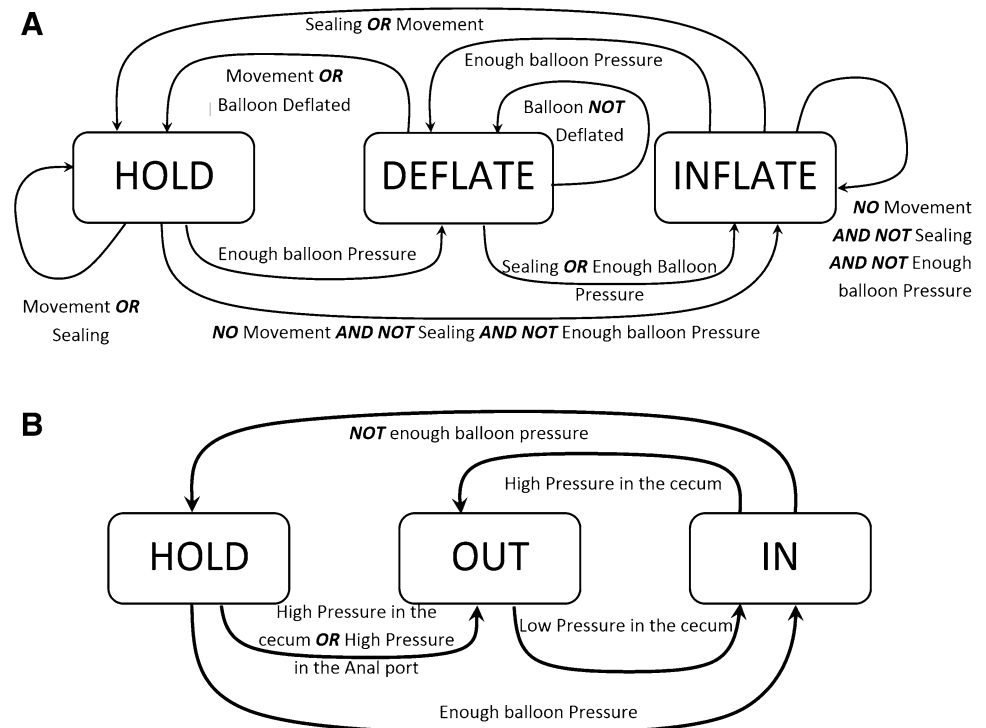 A
Sealing OR Movement
Enough balloon Pressure
Movement OR
Balloon Deflated
Balloon NOT
Deflated
HOLD
DEFLATE
INFLATE
NO Movement
AND NOT Sealing
AND NOT Enough
balloon Pressure
Enough balloon Pressure
Sealing OR Enough Balloon
Pressure
Movement OR
Sealing
NO Movement AND NOT Sealing AND NOT Enough balloon Pressure
B
NOT enough balloon pressure
High Pressure in the cecum
HOLD
OUT
IN
High Pressure in the
cecum OR High Pressure
in the Anal port
Low Pressure in the cecum
Enough balloon Pressure